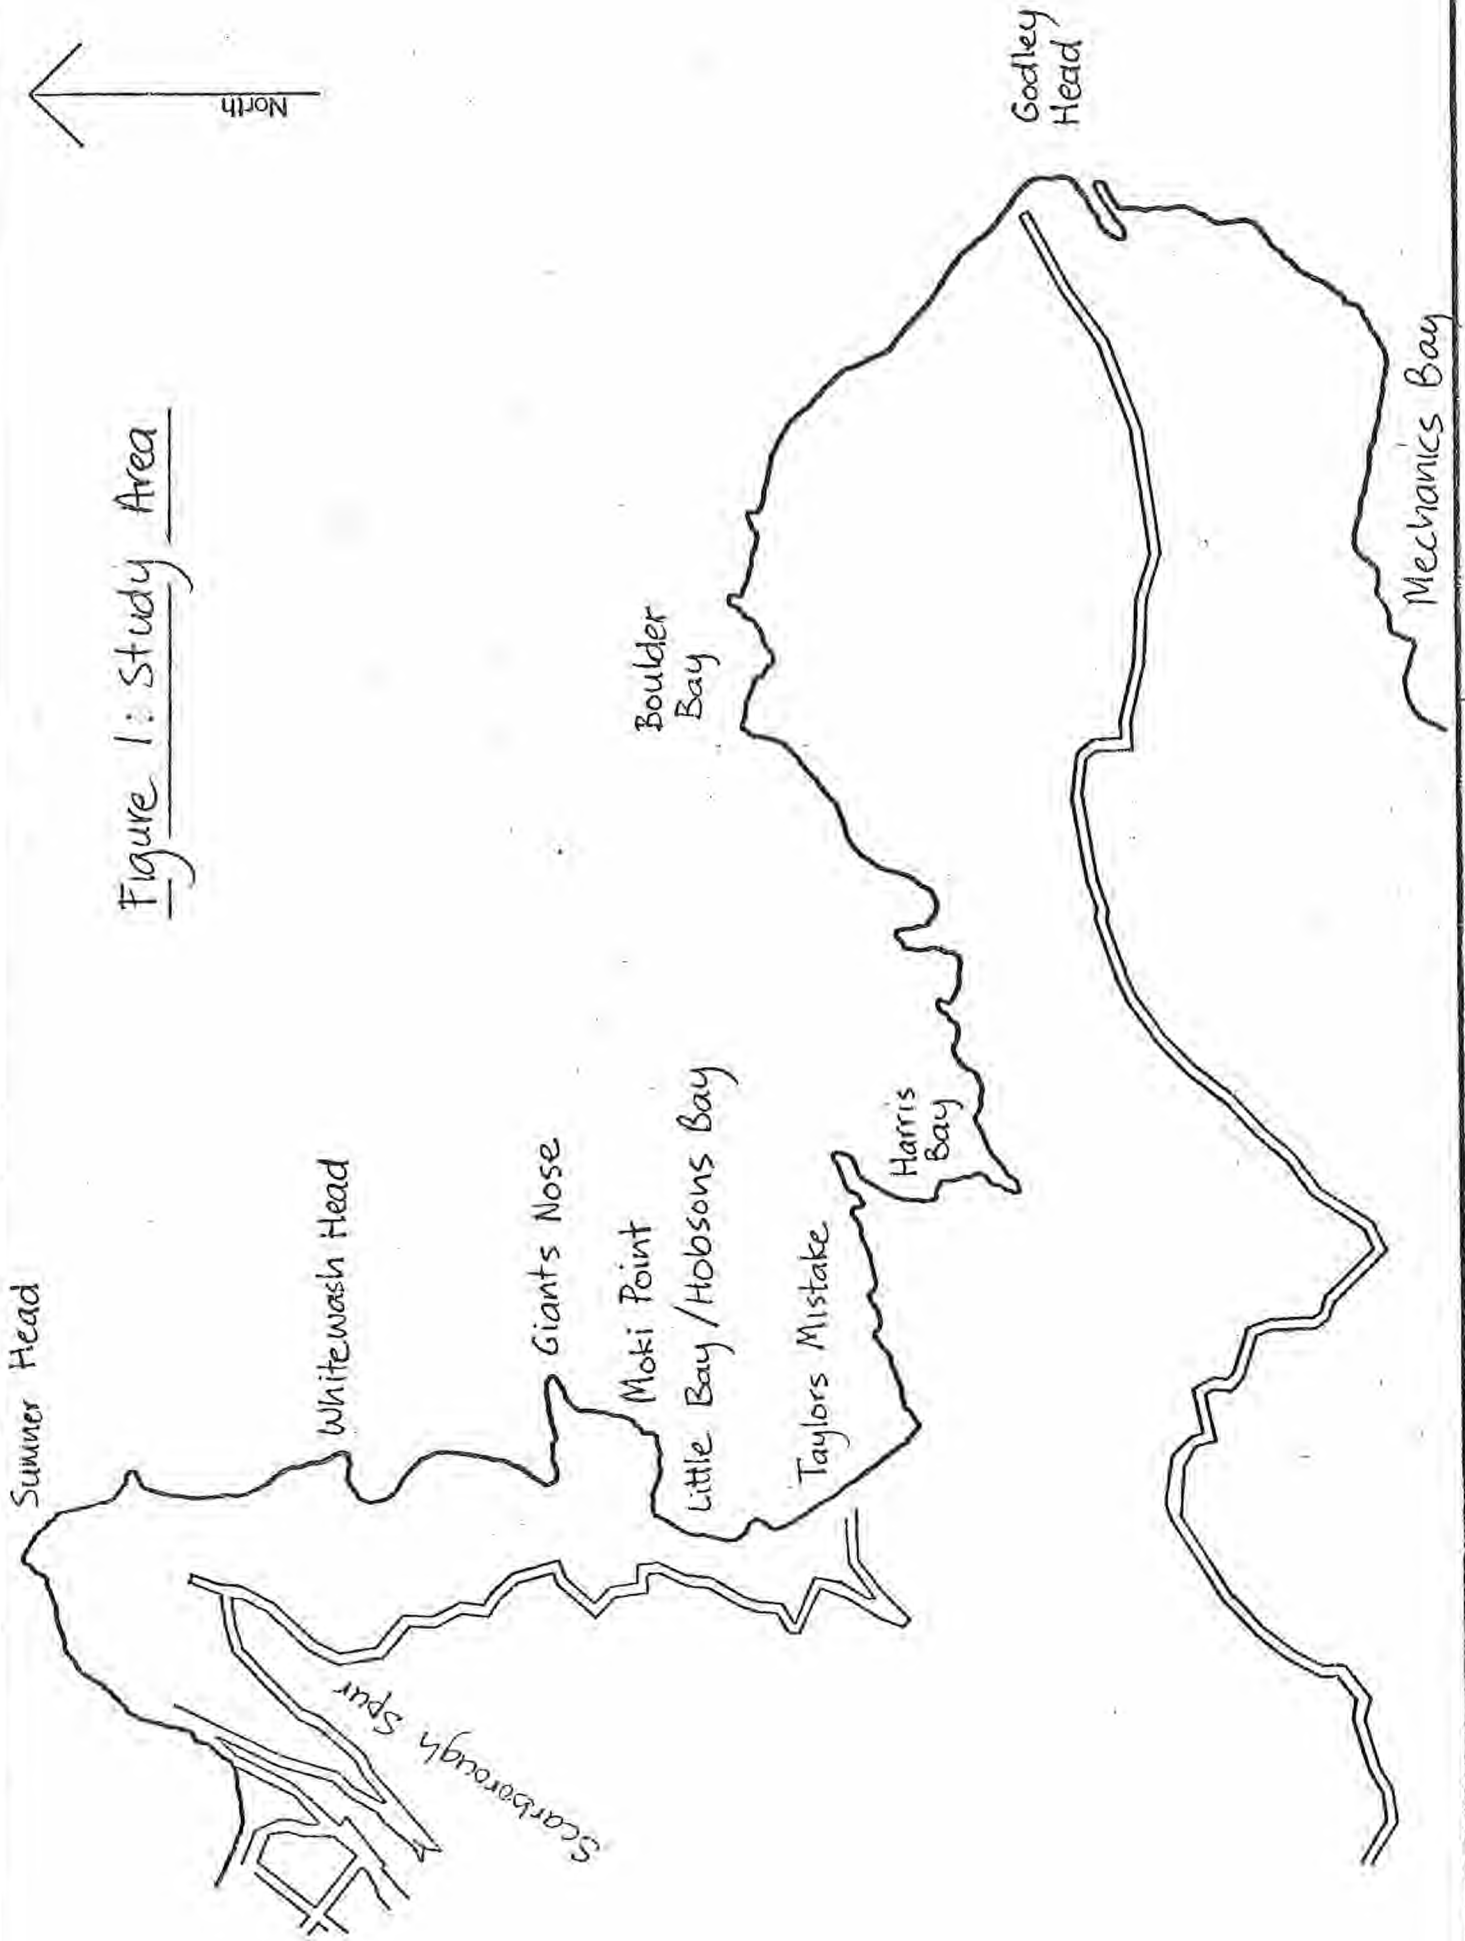 Figure 1: Study Area
North
Sumner Head
Whitewash Head
Scarborough Spur
Giants Nose
Moki Point
Little Bay/Hobsons Bay
Taylors Mistake
Harris
Bay
Boulder
Bay
Godley
Head
Mechanics Bay